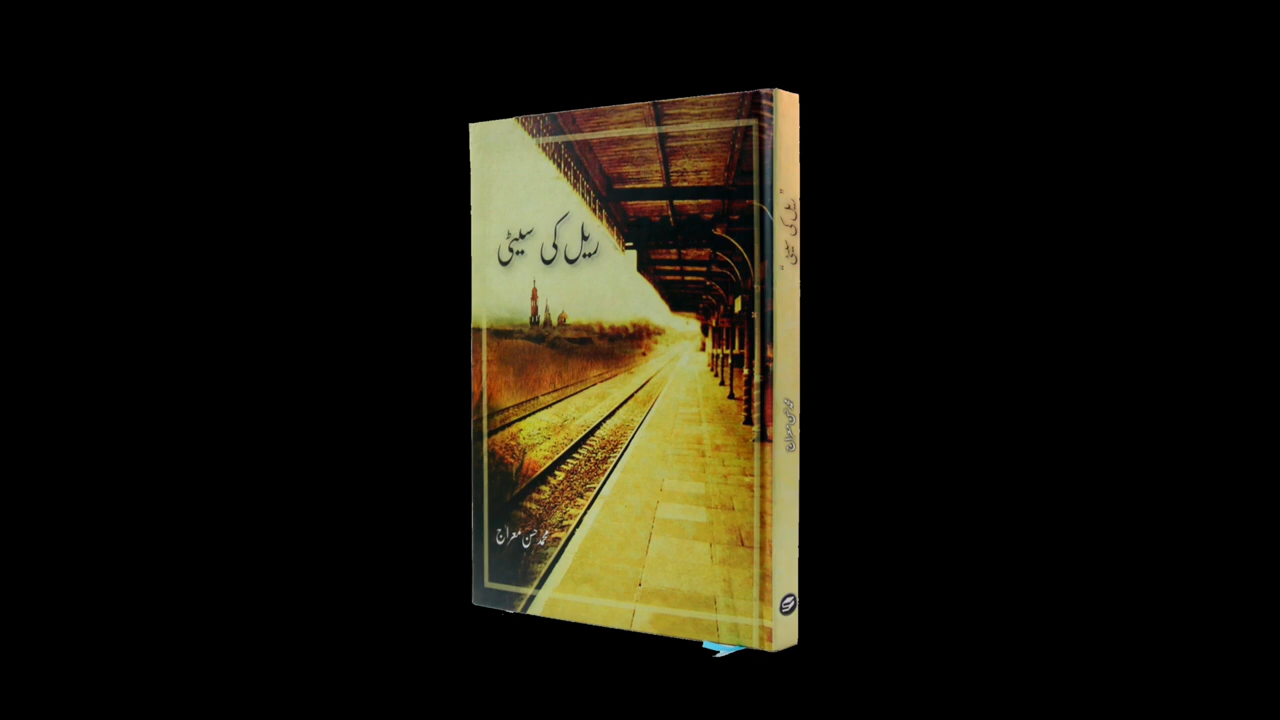 ریل کی سیٹی
محمد حسن معراج
"ریل کی سیٹی"
محمد حسن معراج